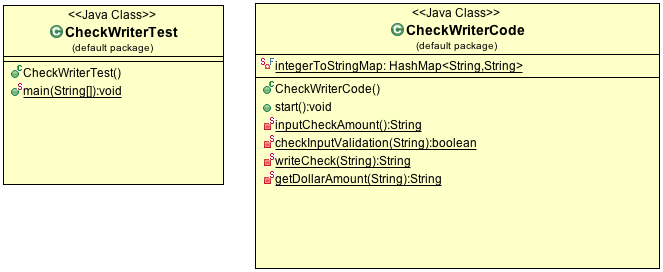 <<Java Class>>
CheckWriterTest
(default package)
CheckWriterTest()
main(String[]):void
<<Java Class>>
CheckWriterCode
(default package)
integerToStringMap: HashMap<String,String>
CheckWriterCode()
start():void
inputCheckAmount():String
checkInputValidation(String):boolean
writeCheck(String):String
getDollarAmount(String):String